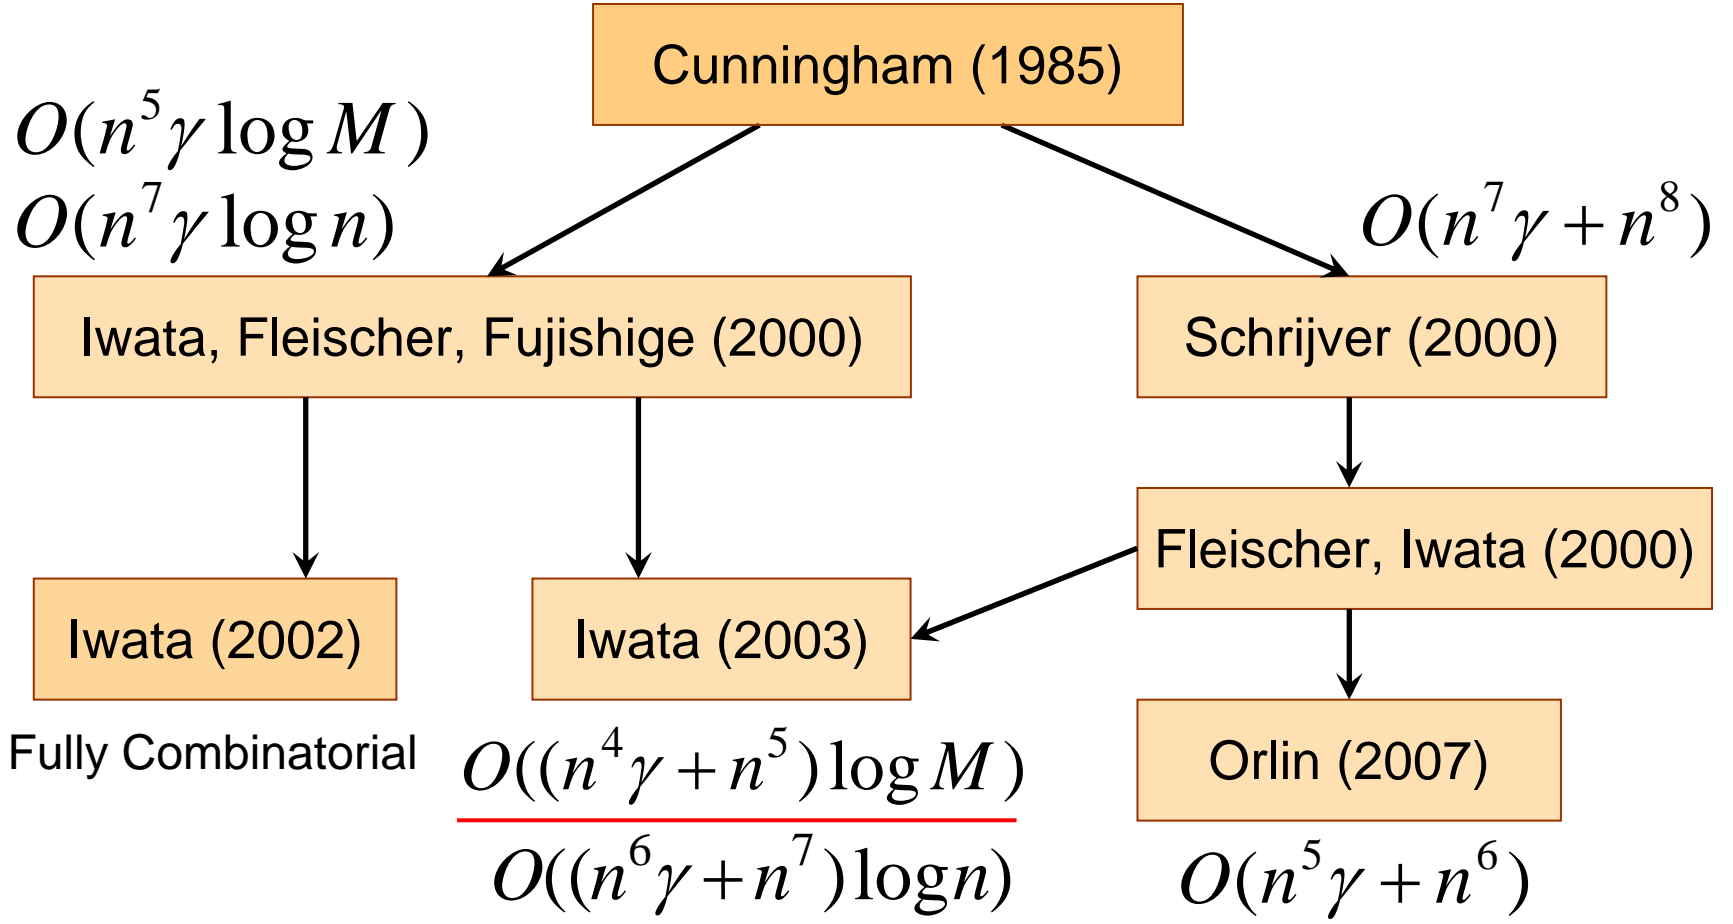 Cunningham (1985)
O(n^5 γ log M)
O(n^7 γ log n)
O(n^7 γ + n^8)
Iwata, Fleischer, Fujishige (2000)
Schrijver (2000)
Fleischer, Iwata (2000)
Iwata (2002)
Iwata (2003)
Fully Combinatorial
O((n^4 γ + n^5) log M)
Orlin (2007)
O((n^6 γ + n^7) log n)
O(n^5 γ + n^6)